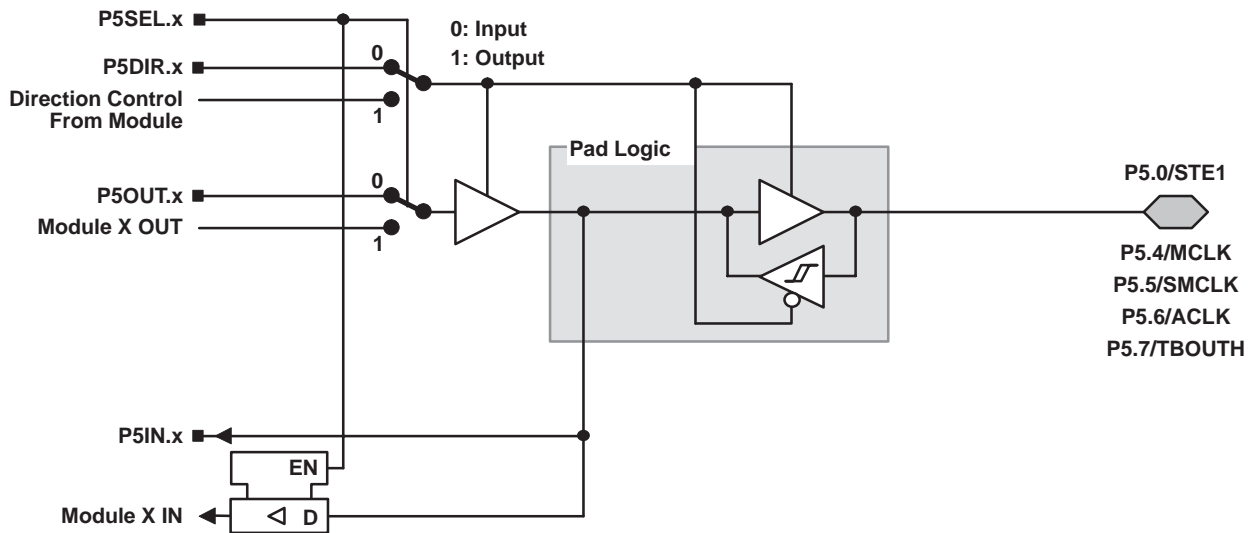 P5SEL.x
0: Input
1: Output
0
P5DIR.x
Direction Control
From Module
1
Pad Logic
P5.0/STE1
0
P5OUT.x
Module X OUT
1
P5.4/MCLK
P5.5/SMCLK
P5.6/ACLK
P5.7/TBOUTH
P5IN.x
EN
Module X IN
D